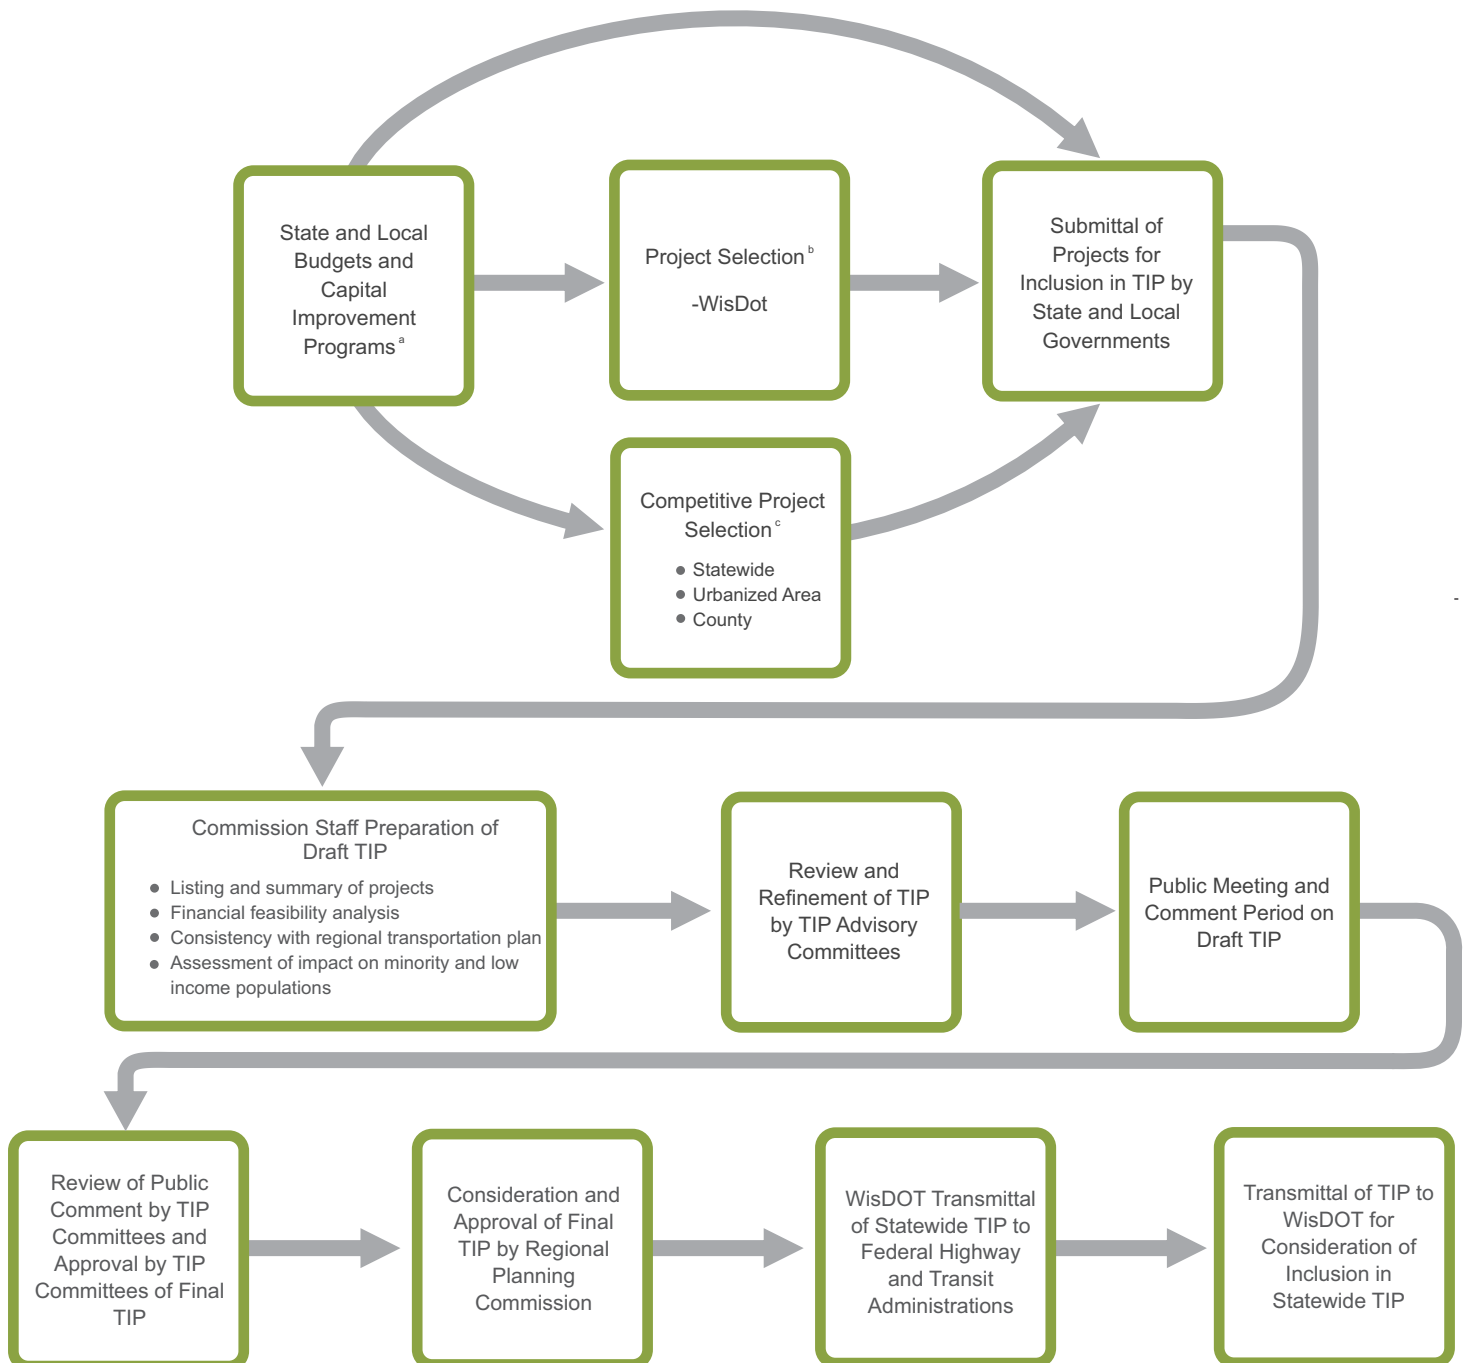 State and Local
Budgets and
Capital
Improvement
Programs a
Project Selection b
-WisDot
Submittal of
Projects for
Inclusion in TIP by
State and Local
Governments
Competitive Project
Selection c
• Statewide
• Urbanized Area
• County
-
Commission Staff Preparation of
Draft TIP
• Listing and summary of projects
• Financial feasibility analysis
• Consistency with regional transportation plan
• Assessment of impact on minority and low
income populations
Review and
Refinement of TIP
by TIP Advisory
Committees
Public Meeting and
Comment Period on
Draft TIP
Review of Public
Comment by TIP
Committees and
Approval by TIP
Committees of Final
TIP
Consideration and
Approval of Final
TIP by Regional
Planning
Commission
WisDOT Transmittal
of Statewide TIP to
Federal Highway
and Transit
Administrations
Transmittal of TIP to
WisDOT for
Consideration of
Inclusion in
Statewide TIP